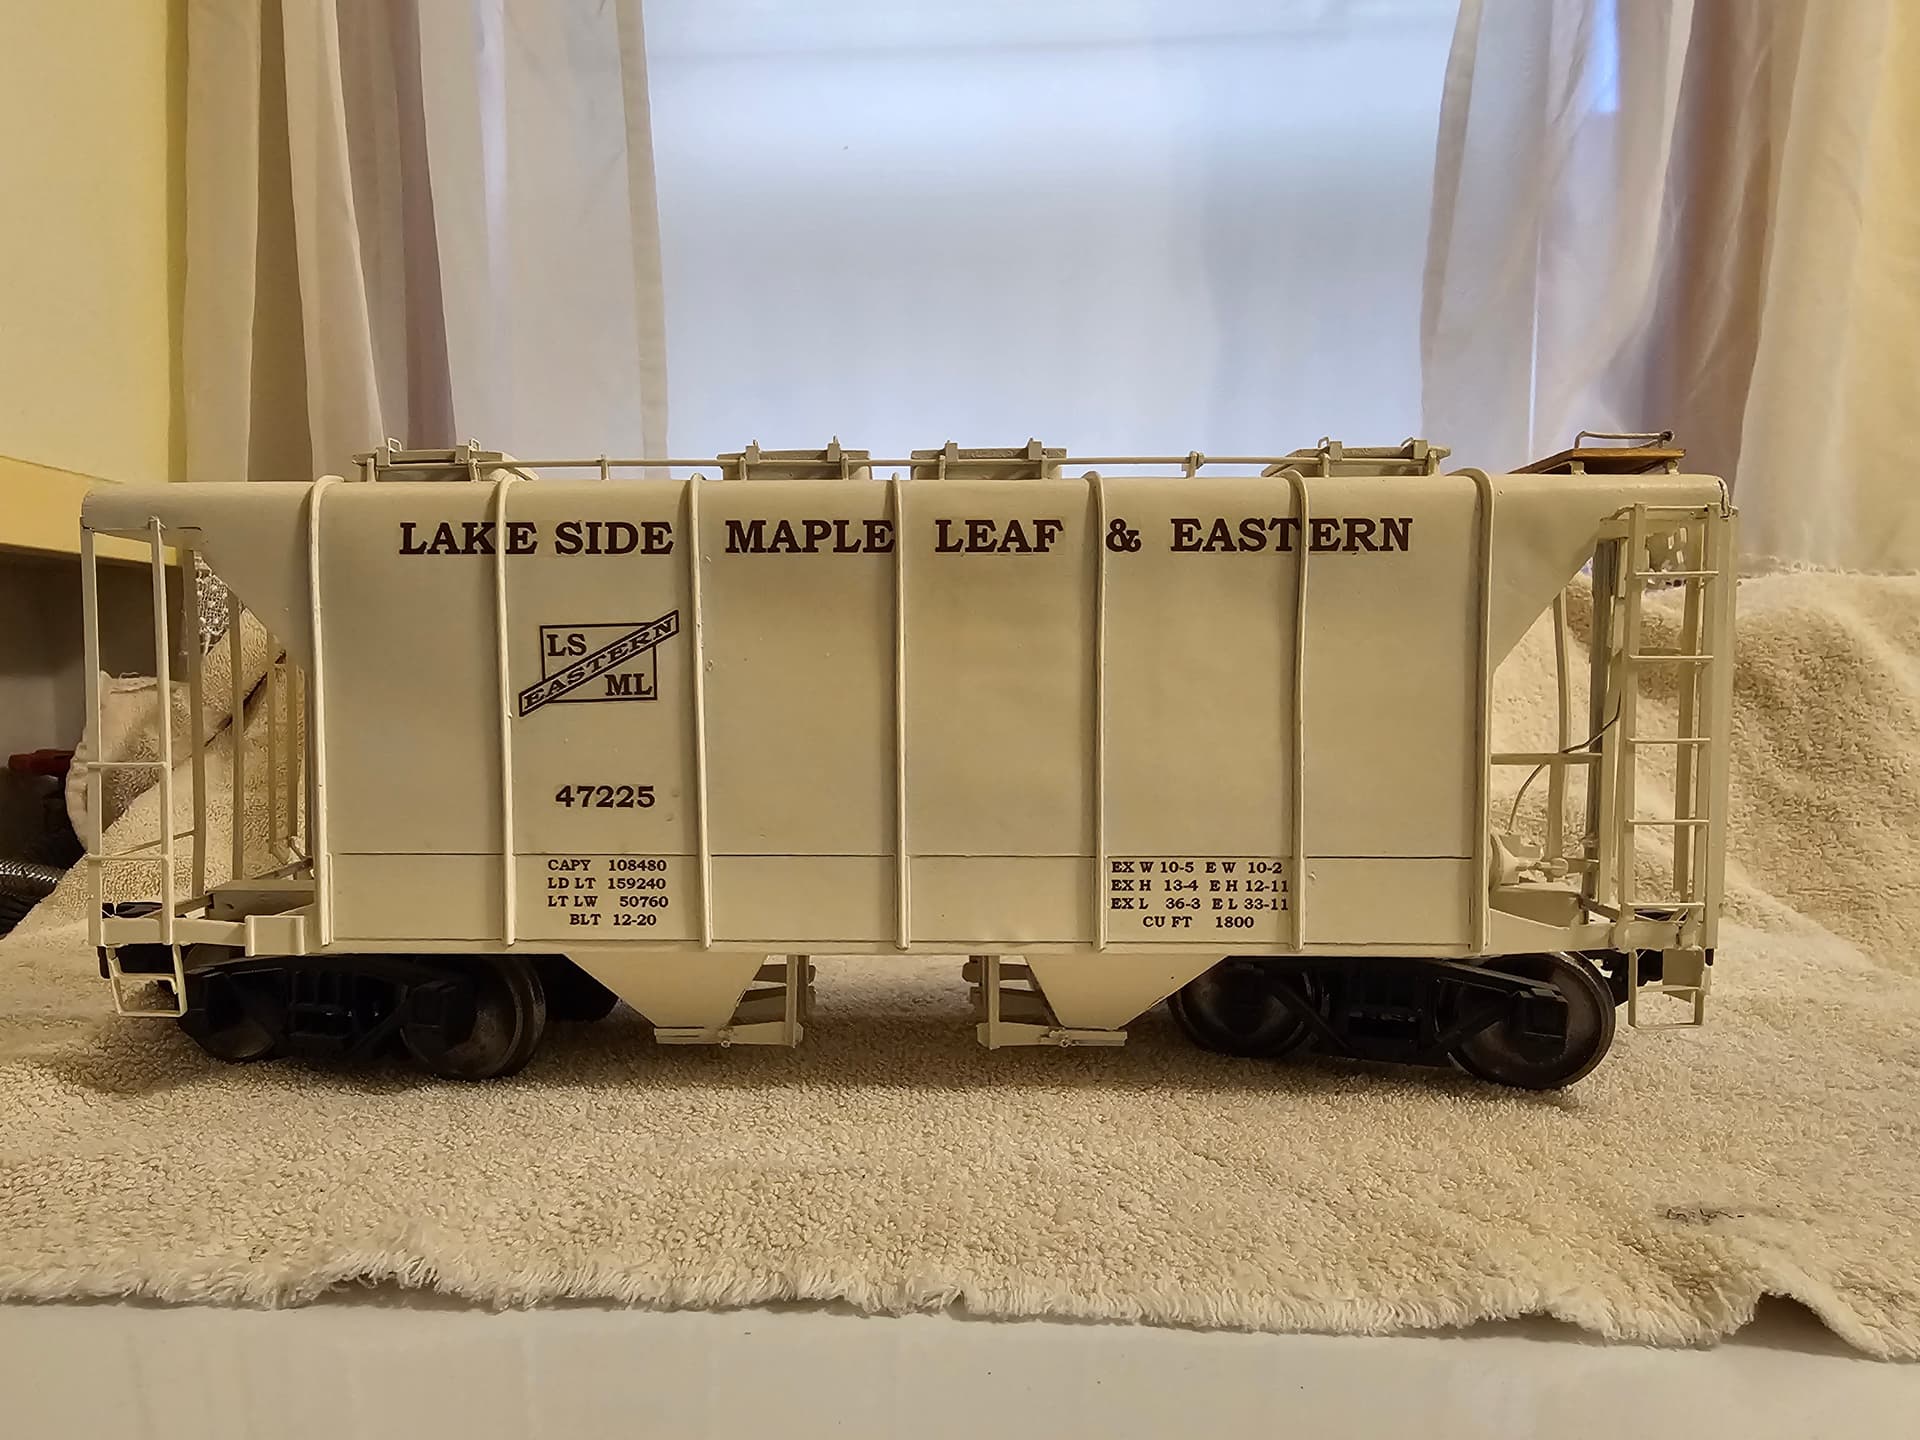 LAKE SIDE MAPLE LEAF & EASTERN
LS
EASTERN
ML
47225
CAPY 108480
LD LT 159240
LT LW 50760
BLT 12-20
EX W 10-5 E W 10-2
EX H 13-4 E H 12-11
EX L 36-3 E L 33-11
CU FT 1800